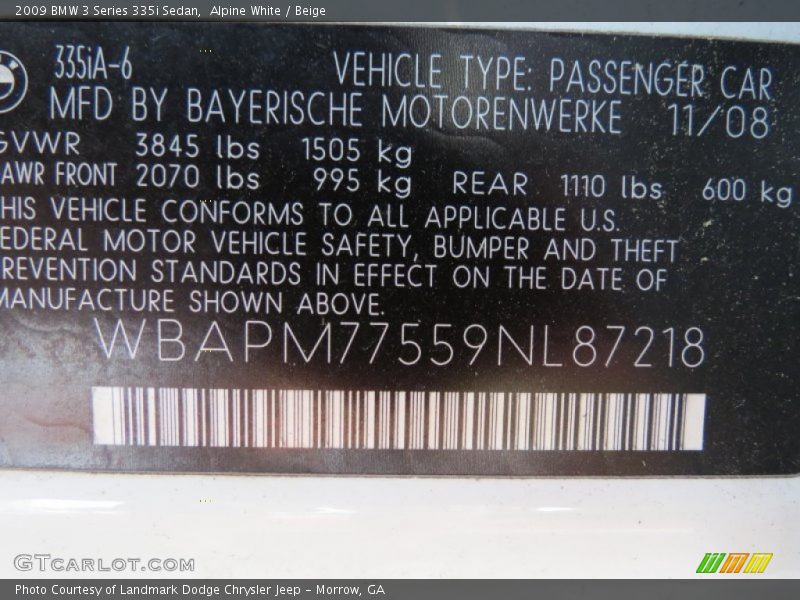 2009 BMW 3 Series 335i Sedan, Alpine White / Beige
335iA-6
VEHICLE TYPE: PASSENGER CAR
MFD BY BAYERISCHE MOTORENWERKE 11/08
GVWR 3845 lbs 1505 kg
AWR FRONT 2070 lbs 995 kg REAR 1110 lbs 600 kg
HIS VEHICLE CONFORMS TO ALL APPLICABLE U.S.
EDERAL MOTOR VEHICLE SAFETY, BUMPER AND THEFT
REVENTION STANDARDS IN EFFECT ON THE DATE OF
MANUFACTURE SHOWN ABOVE.
WBAPM77559NL87218
GTCARLOT.COM
Photo Courtesy of Landmark Dodge Chrysler Jeep - Morrow, GA